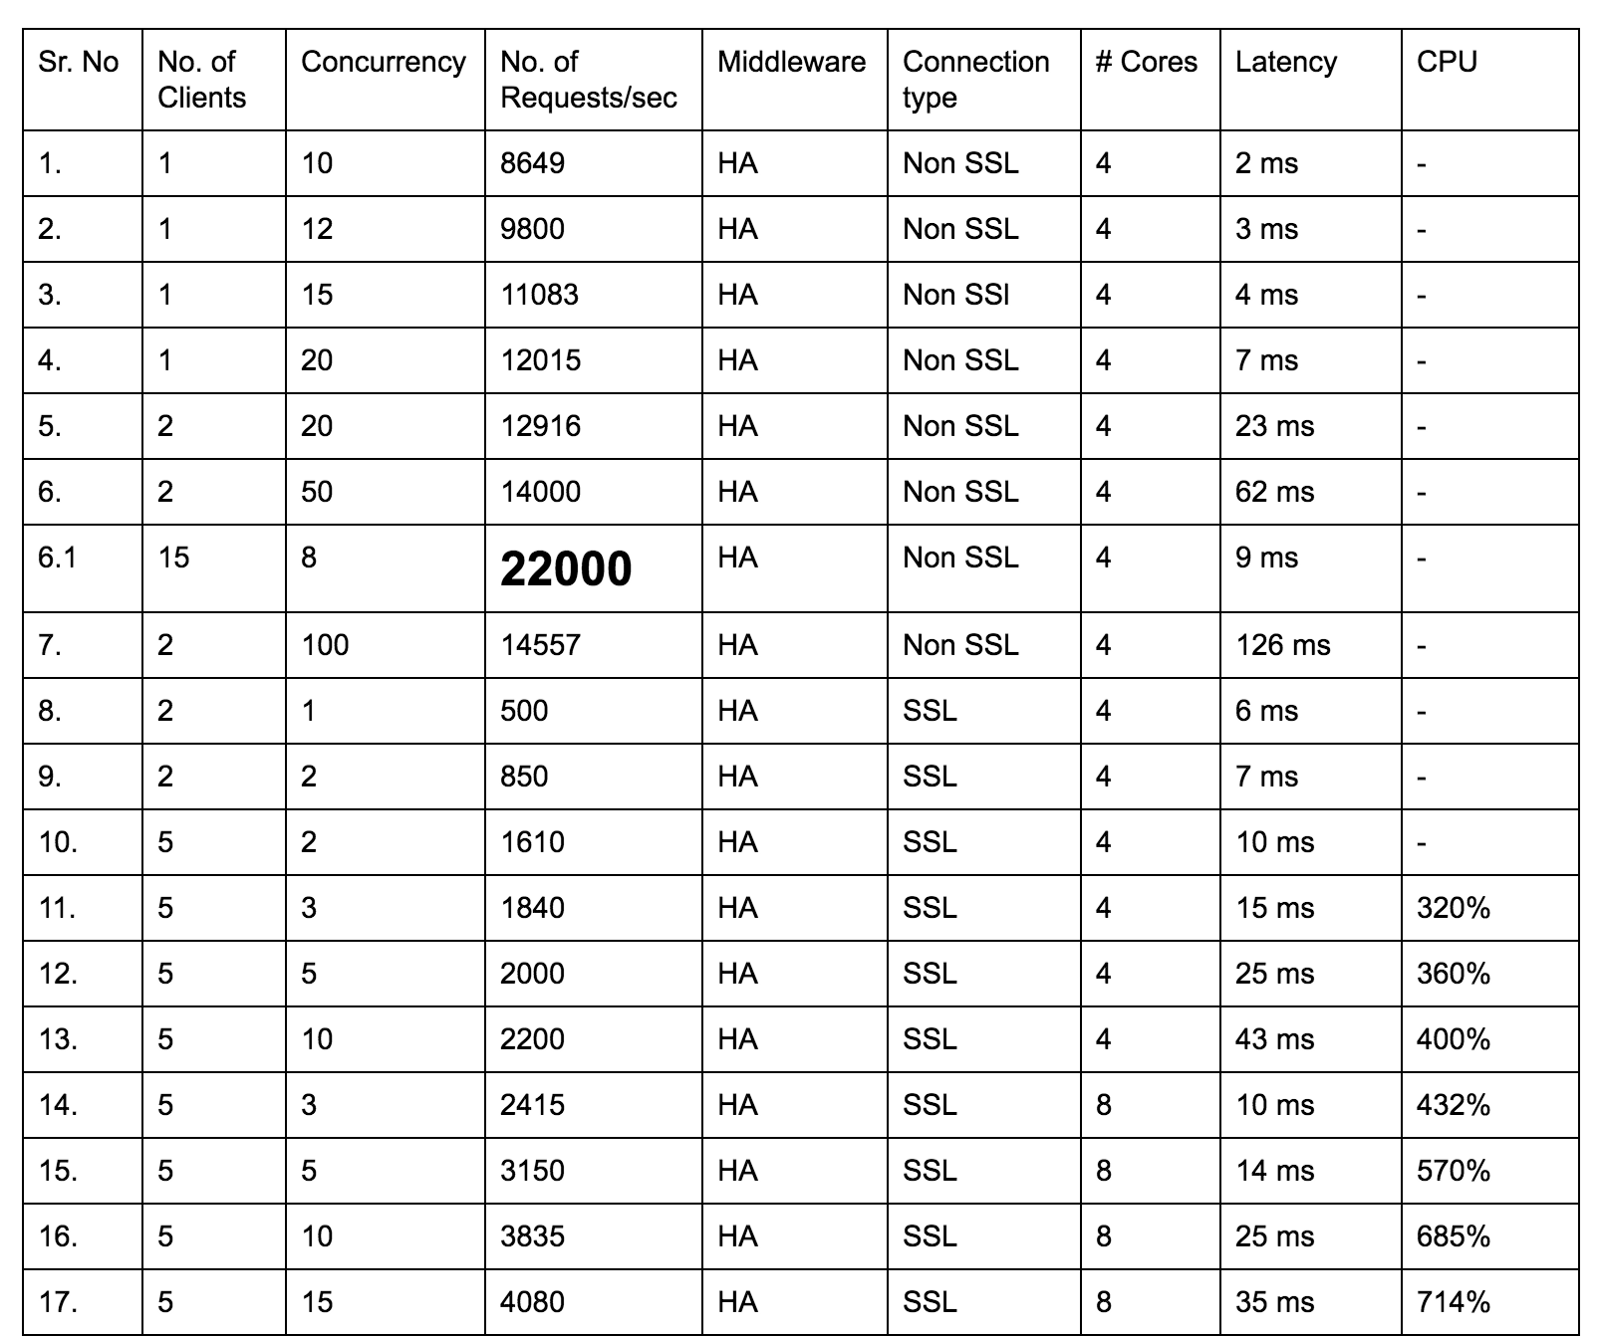 Sr. No No. of Clients Concurrency No. of Requests/sec Middleware Connection type # Cores Latency CPU
1. 1 10 8649 HA Non SSL 4 2 ms -
2. 1 12 9800 HA Non SSL 4 3 ms -
3. 1 15 11083 HA Non SSl 4 4 ms -
4. 1 20 12015 HA Non SSL 4 7 ms -
5. 2 20 12916 HA Non SSL 4 23 ms -
6. 2 50 14000 HA Non SSL 4 62 ms -
6.1 15 8 22000 HA Non SSL 4 9 ms -
7. 2 100 14557 HA Non SSL 4 126 ms -
8. 2 1 500 HA SSL 4 6 ms -
9. 2 2 850 HA SSL 4 7 ms -
10. 5 2 1610 HA SSL 4 10 ms -
11. 5 3 1840 HA SSL 4 15 ms 320%
12. 5 5 2000 HA SSL 4 25 ms 360%
13. 5 10 2200 HA SSL 4 43 ms 400%
14. 5 3 2415 HA SSL 8 10 ms 432%
15. 5 5 3150 HA SSL 8 14 ms 570%
16. 5 10 3835 HA SSL 8 25 ms 685%
17. 5 15 4080 HA SSL 8 35 ms 714%